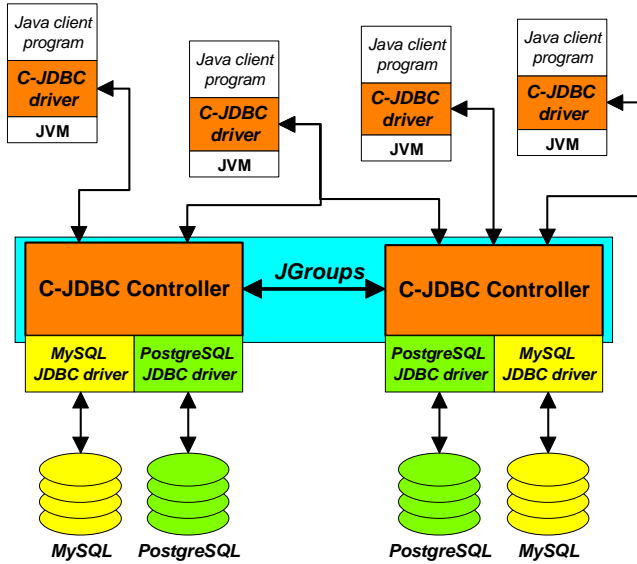 Java client
program
C-JDBC
driver
JVM
Java client
program
C-JDBC
driver
JVM
Java client
program
C-JDBC
driver
JVM
Java client
program
C-JDBC
driver
JVM
C-JDBC Controller
JGroups
C-JDBC Controller
MySQL
JDBC driver
PostgreSQL
JDBC driver
PostgreSQL
JDBC driver
MySQL
JDBC driver
MySQL
PostgreSQL
PostgreSQL
MySQL